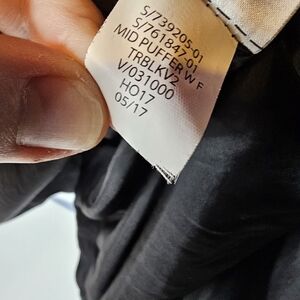 S/739205-01
S/761847-01
MID PUFFER W F
TRBLKV2
V/031000
HO17
05/17